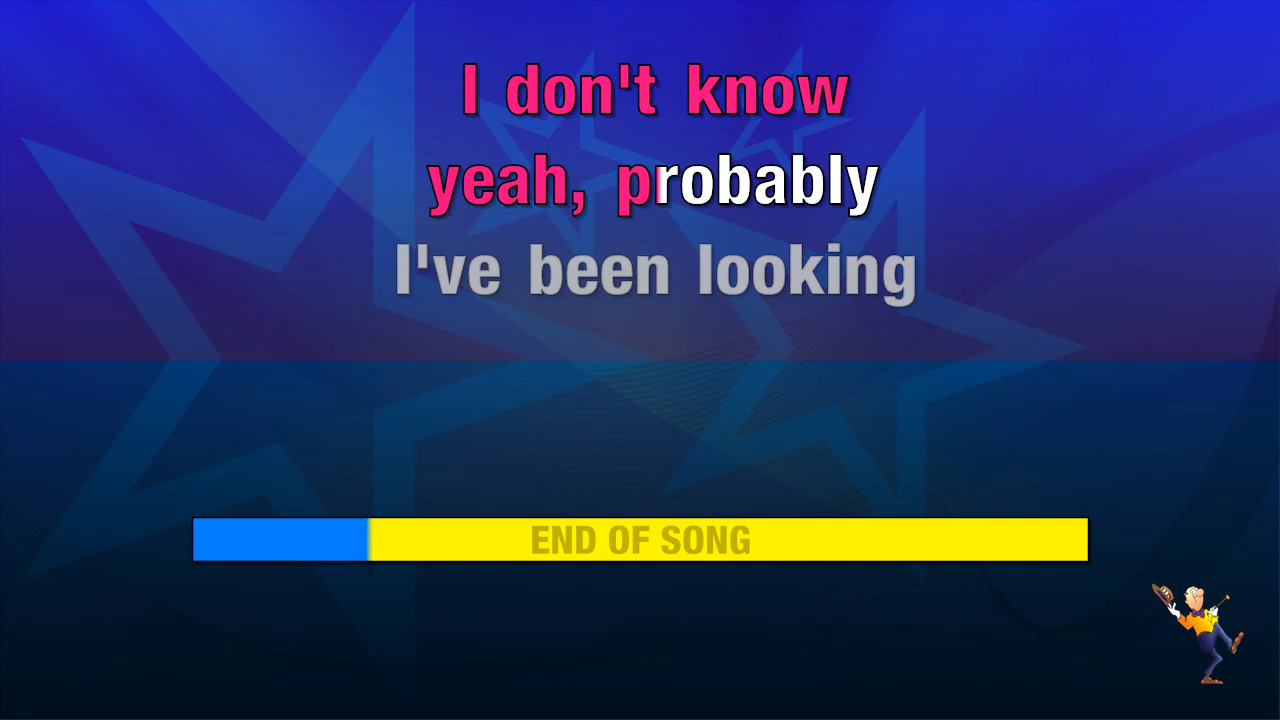 I don't know
yeah, probably
I've been looking
END OF SONG